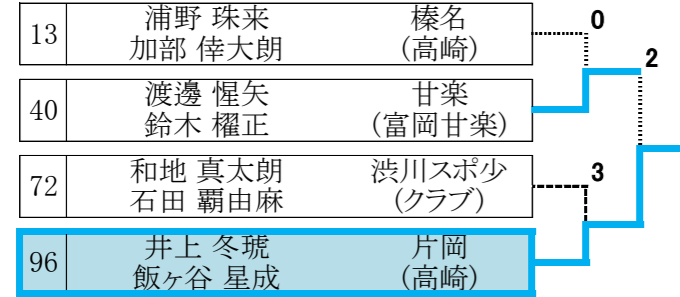 13 浦野 珠来 榛名 0
加部 倖大朗 (高崎)
2
40 渡邊 惺矢 甘楽
鈴木 櫂正 (富岡甘楽)
72 和地 真太朗 渋川スポ少 3
石田 覇由麻 (クラブ)
96 井上 冬琥 片岡
飯ヶ谷 星成 (高崎)